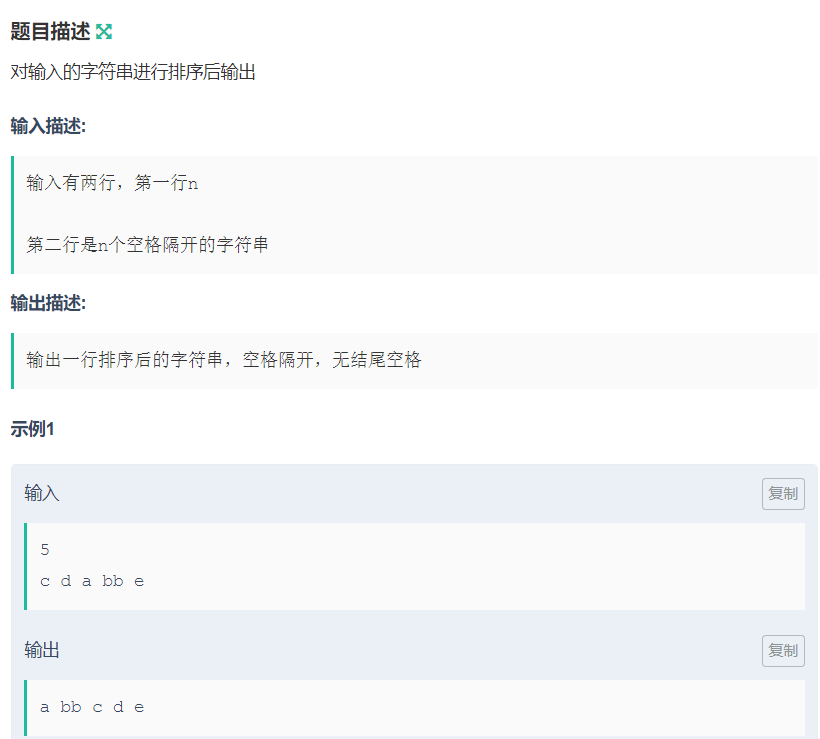 题目描述
对输入的字符串进行排序后输出
输入描述:
输入有两行，第一行n
第二行是n个空格隔开的字符串
输出描述:
输出一行排序后的字符串，空格隔开，无结尾空格
示例1
输入 复制
5
c d a bb e
输出 复制
a bb c d e